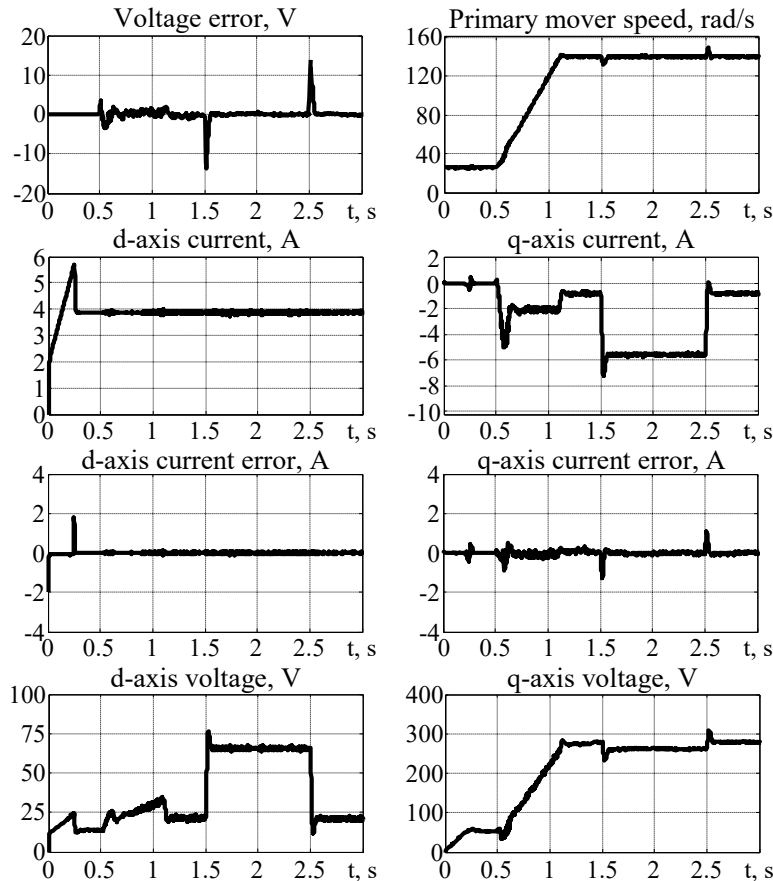 Voltage error, V
20
10
0
-10
-20
0 0.5 1 1.5 2 2.5 t, s
Primary mover speed, rad/s
160
120
80
40
0
0 0.5 1 1.5 2 2.5 t, s
d-axis current, A
6
5
4
3
2
1
0
0 0.5 1 1.5 2 2.5 t, s
q-axis current, A
2
0
-2
-4
-6
-8
-10
0 0.5 1 1.5 2 2.5 t, s
d-axis current error, A
4
2
0
-2
-4
0 0.5 1 1.5 2 2.5 t, s
q-axis current error, A
4
2
0
-2
-4
0 0.5 1 1.5 2 2.5 t, s
d-axis voltage, V
100
75
50
25
0
0 0.5 1 1.5 2 2.5 t, s
q-axis voltage, V
400
300
200
100
0
0 0.5 1 1.5 2 2.5 t, s